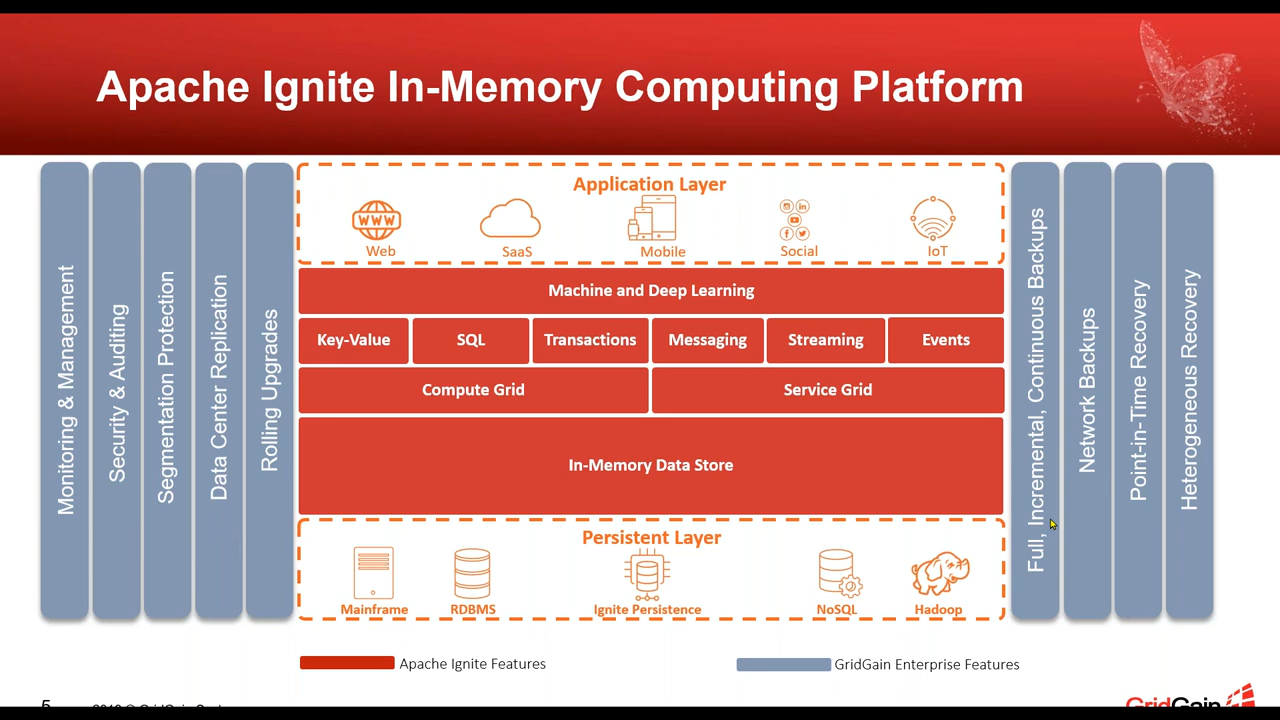 Apache Ignite In-Memory Computing Platform
Monitoring & Management
Security & Auditing
Segmentation Protection
Data Center Replication
Rolling Upgrades
Application Layer
WWW
Web
SaaS
Mobile
Social
IoT
Machine and Deep Learning
Key-Value
SQL
Transactions
Messaging
Streaming
Events
Compute Grid
Service Grid
In-Memory Data Store
Persistent Layer
Mainframe
RDBMS
Ignite Persistence
NoSQL
Hadoop
Full, Incremental, Continuous Backups
Network Backups
Point-in-Time Recovery
Heterogeneous Recovery
Apache Ignite Features
GridGain Enterprise Features
5
GridGain